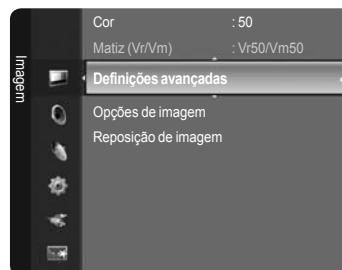 Imagem
Cor : 50
Matiz (Vr/Vm) : Vr50/Vm50
Definições avançadas
Opções de imagem
Reposição de imagem